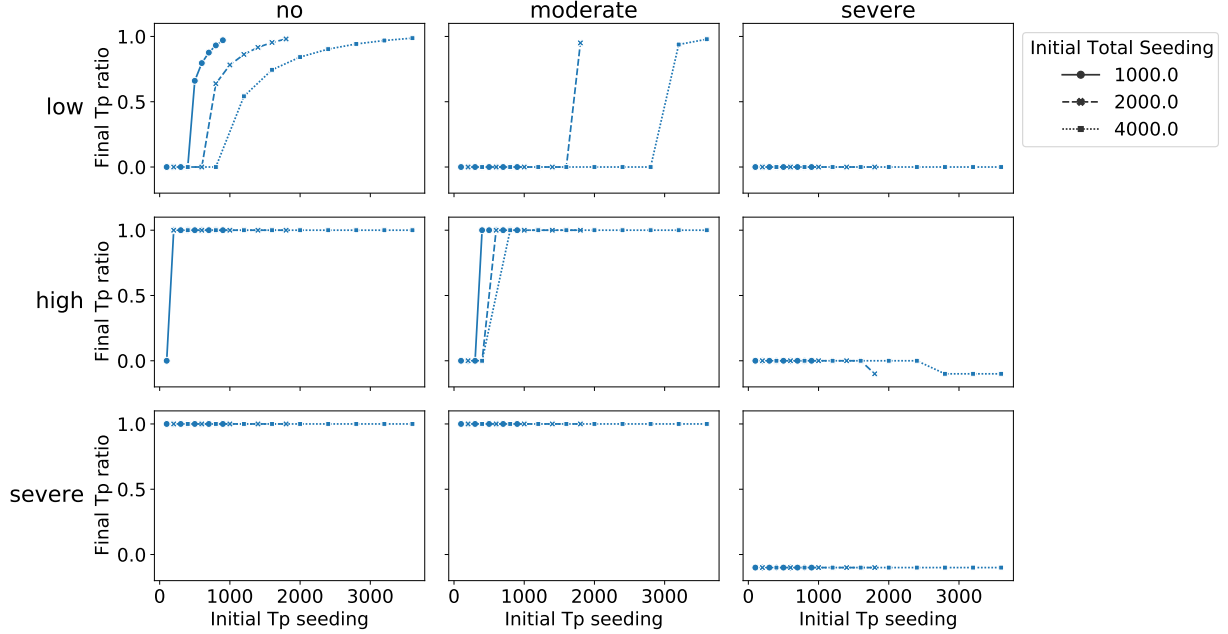 no moderate severe
Initial Total Seeding
1000.0
2000.0
4000.0
low
Final Tp ratio
1.0
0.5
0.0
high
Final Tp ratio
1.0
0.5
0.0
severe
Final Tp ratio
1.0
0.5
0.0
0 1000 2000 3000 0 1000 2000 3000 0 1000 2000 3000
Initial Tp seeding Initial Tp seeding Initial Tp seeding